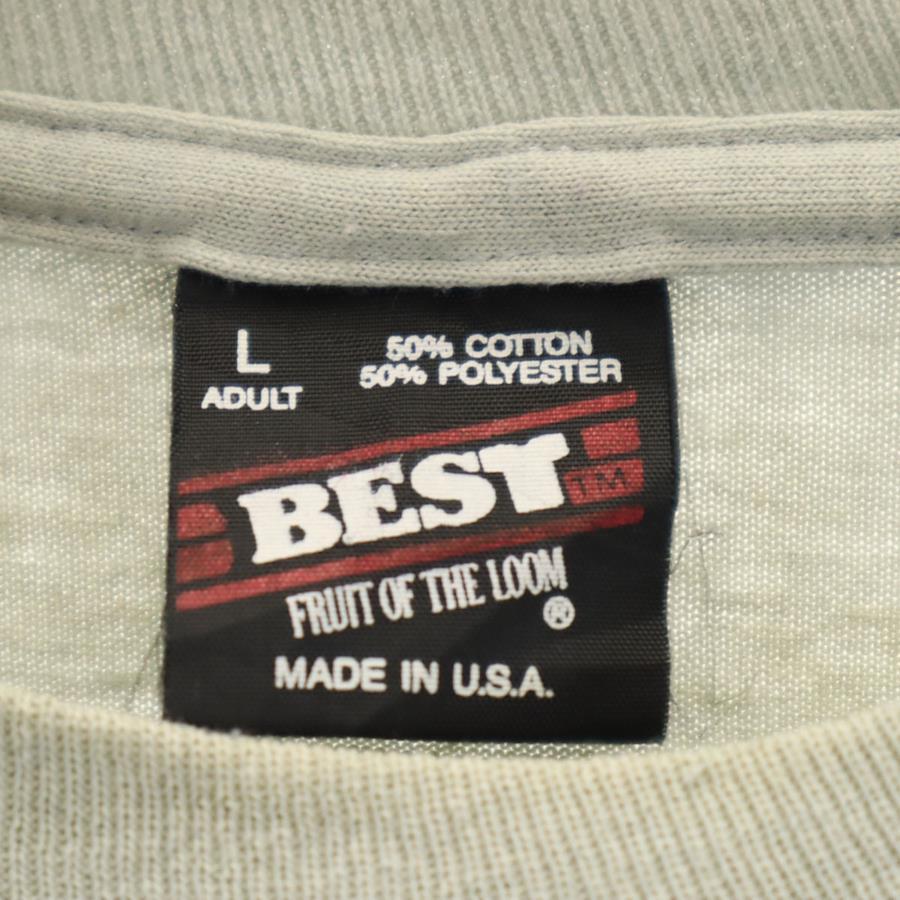 L
ADULT
50% COTTON
50% POLYESTER
BEST TM
FRUIT OF THE LOOM
®
MADE IN U.S.A.